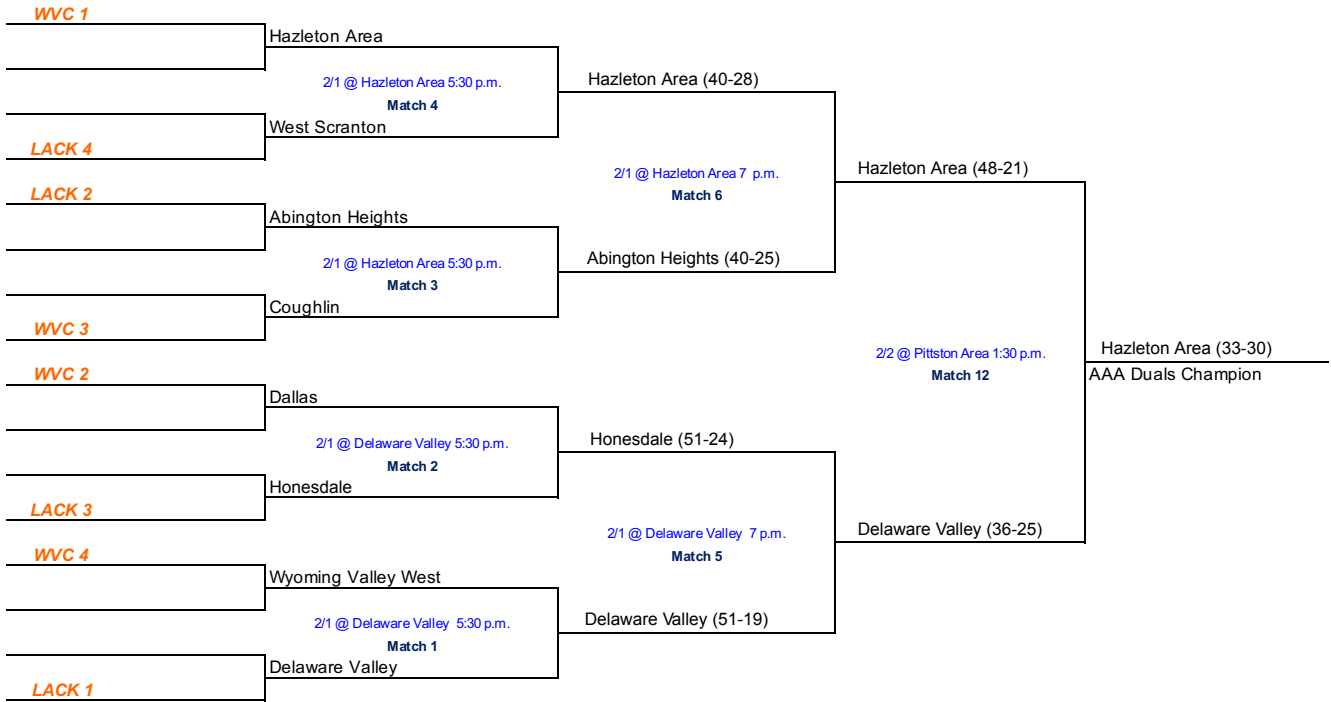 WVC 1
Hazleton Area
2/1 @ Hazleton Area 5:30 p.m.
Match 4
Hazleton Area (40-28)
West Scranton
LACK 4
2/1 @ Hazleton Area 7 p.m.
Match 6
Hazleton Area (48-21)
LACK 2
Abington Heights
2/1 @ Hazleton Area 5:30 p.m.
Match 3
Abington Heights (40-25)
Coughlin
WVC 3
2/2 @ Pittston Area 1:30 p.m.
Match 12
Hazleton Area (33-30)
AAA Duals Champion
WVC 2
Dallas
2/1 @ Delaware Valley 5:30 p.m.
Match 2
Honesdale (51-24)
Honesdale
LACK 3
2/1 @ Delaware Valley 7 p.m.
Match 5
Delaware Valley (36-25)
WVC 4
Wyoming Valley West
2/1 @ Delaware Valley 5:30 p.m.
Match 1
Delaware Valley (51-19)
Delaware Valley
LACK 1